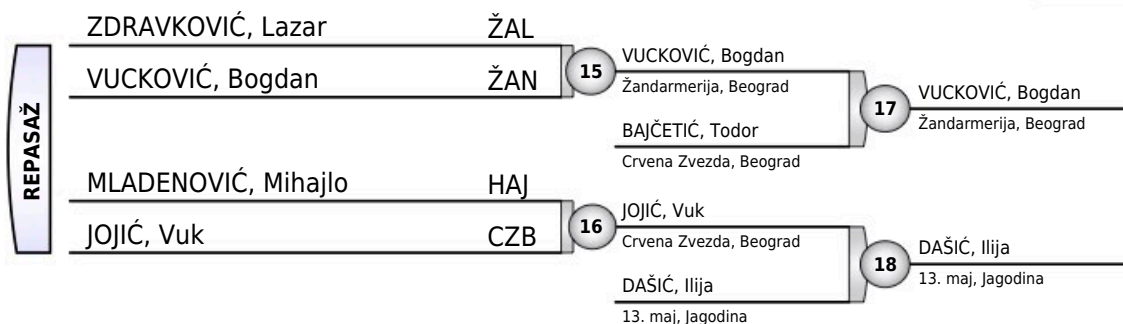 REPASAŽ
ZDRAVKOVIĆ, Lazar ŽAL
VUCKOVIĆ, Bogdan ŽAN
MLADENOVIĆ, Mihajlo HAJ
JOJIĆ, Vuk CZB
15
VUCKOVIĆ, Bogdan
Žandarmerija, Beograd
BAJČETIĆ, Todor
Crvena Zvezda, Beograd
16
JOJIĆ, Vuk
Crvena Zvezda, Beograd
DAŠIĆ, Ilija
13. maj, Jagodina
17
VUCKOVIĆ, Bogdan
Žandarmerija, Beograd
18
DAŠIĆ, Ilija
13. maj, Jagodina